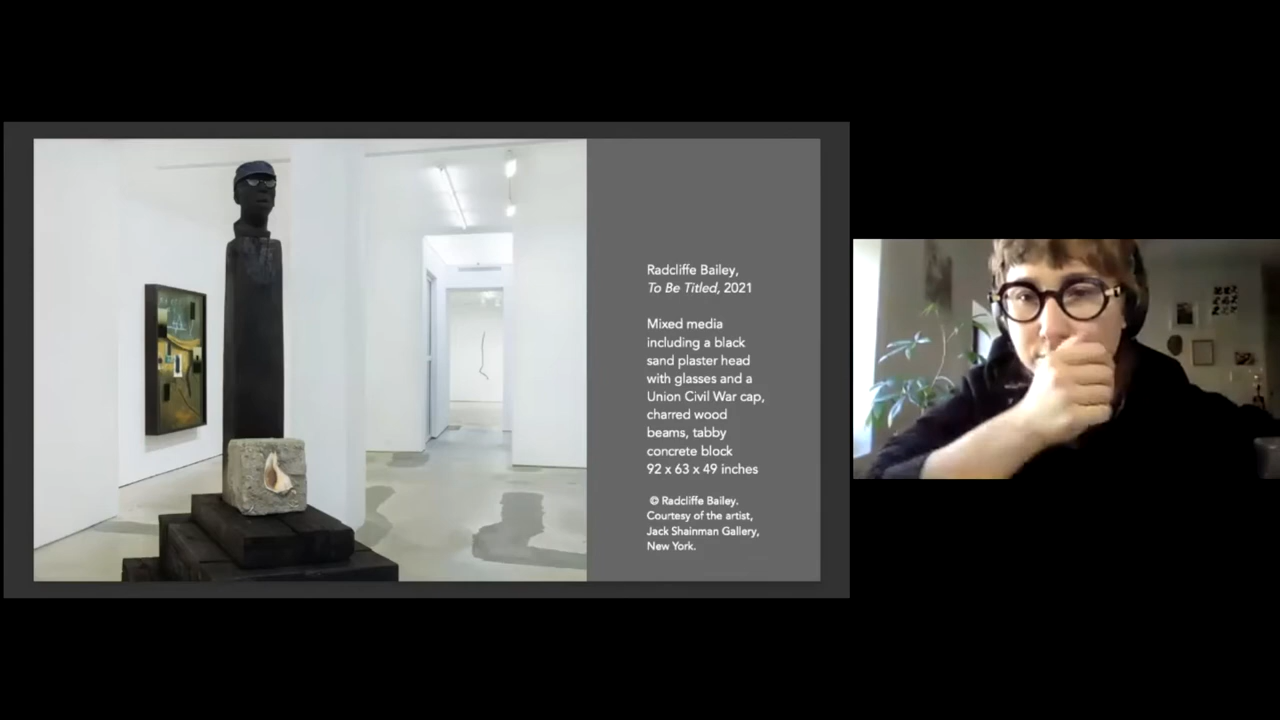 Radcliffe Bailey,
To Be Titled, 2021
Mixed media
including a black
sand plaster head
with glasses and a
Union Civil War cap,
charred wood
beams, tabby
concrete block
92 x 63 x 49 inches
© Radcliffe Bailey.
Courtesy of the artist,
Jack Shainman Gallery,
New York.